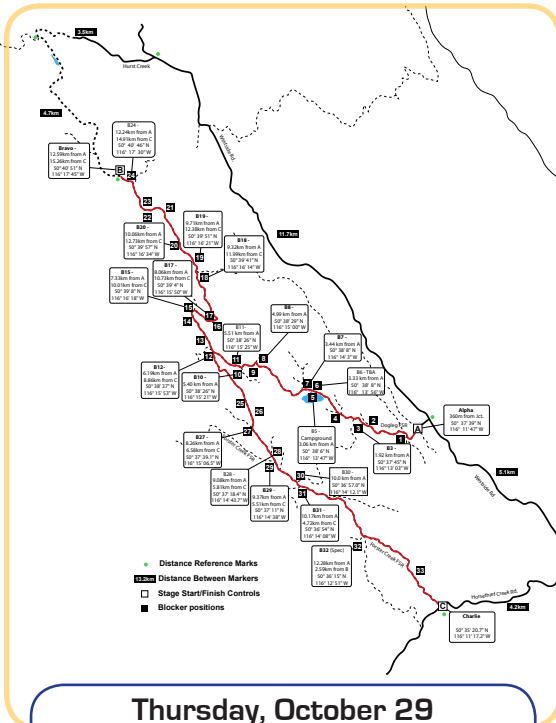 3.5km
Hurst Creek
Westside Rd.
4.7km
B24 -
12.24km from A
14.91km from C
50° 40' 46" N
116° 17' 30" W
Bravo -
12.59km from A
15.26km from C
50° 40' 51" N
116° 17' 45" W
B
24
23
21
22
B19 -
9.71km from A
12.38km from C
50° 39' 51" N
116° 16' 21" W
B20 -
10.06km from A
12.73km from C
50° 39' 57" N
116° 16' 34" W
20
11.7km
B18 -
9.32km from A
11.99km from C
50° 39' 41" N
116° 16' 14" W
19
B17 -
8.06km from A
10.73km from C
50° 39' 4" N
116° 15' 50" W
18
B15 -
7.33km from A
10.01km from C
50° 39' 8" N
116° 16' 18" W
B8 -
4.99 km from A
50° 38' 29" N
116° 15' 00" W
15
17
14
16
B11-
5.51 km from A
50° 38' 26" N
116° 15' 25" W
B7 -
3.44 km from A
50° 38' 8" N
116° 14' 3" W
13
12
11
8
B12-
6.19km from A
8.86km from C
50° 38' 37" N
116° 15' 53" W
9
10
B6 - TBA
3.33 km from A
50° 38' 8" N
116° 13' 56" W
B10 -
5.40 km from A
50° 38' 26" N
116° 15' 21" W
7
6
5
25
26
4
2
Dogleg FSR
A
Alpha
360m from Jct.
50° 37' 39" N
116° 11' 47" W
3
1
27
B5 -
Campground
3.06 km from A
50° 38' 6" N
116° 13' 47" W
B3 -
1.92 km from A
50° 37' 45" N
116° 13' 03" W
B27 -
8.26km from A
6.58km from C
50° 37' 39.1" N
116° 15' 06.5" W
Forster Creek FSR
28
5.1km
B28 -
9.08km from A
5.81km from C
50° 37' 18.4" N
116° 14' 43.7" W
29
30
B30 -
10.0 km from A
50° 36' 57.0" N
116° 14' 12.1" W
Westside Rd.
B29 -
9.37km from A
5.51km from C
50° 37' 11" N
116° 14' 38" W
31
B31 -
10.17km from A
4.72km from C
50° 36' 54" N
116° 14' 08" W
32
B32 (Spec)
12.28km from A
2.59km from B
50° 36' 15" N
116° 12' 51" W
Forster Creek FSR
33
Distance Reference Marks
13.2km Distance Between Markers
Stage Start/Finish Controls
Blocker positions
Horsethief Creek Rd.
C
4.2km
Charlie
50° 35' 20.7" N
116° 11' 17.2" W
Thursday, October 29